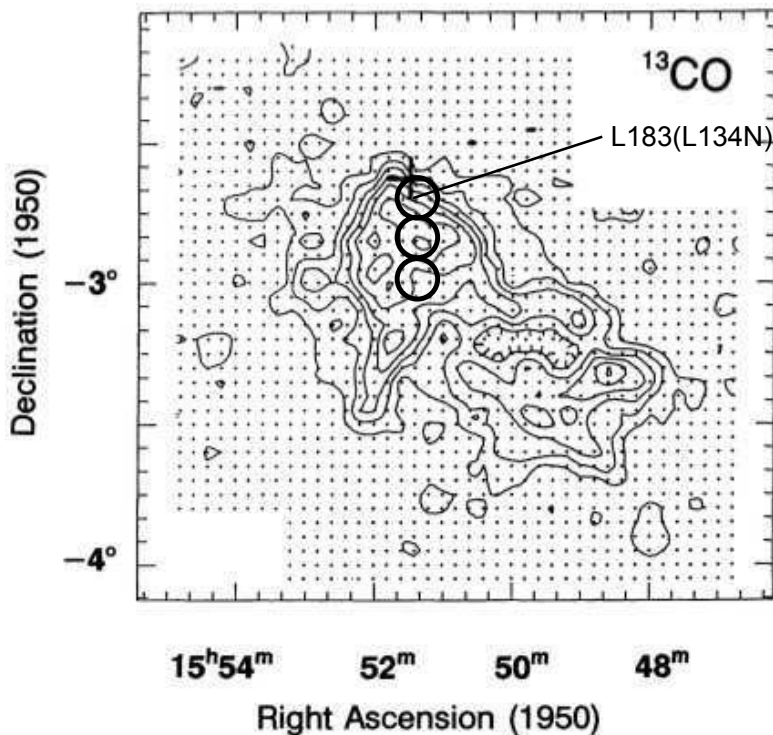 ¹³CO
L183(L134N)
Declination (1950)
−3°
−4°
15ʰ54ᵐ 52ᵐ 50ᵐ 48ᵐ
Right Ascension (1950)